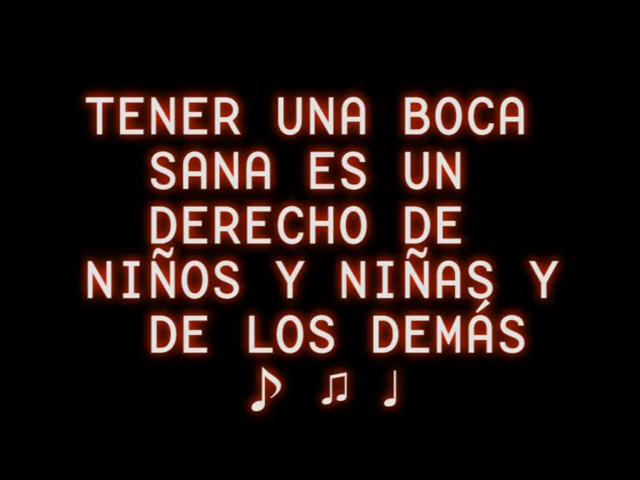 TENER UNA BOCA
SANA ES UN
DERECHO DE
NIÑOS Y NIÑAS Y
DE LOS DEMÁS
♪ ♫ ♩